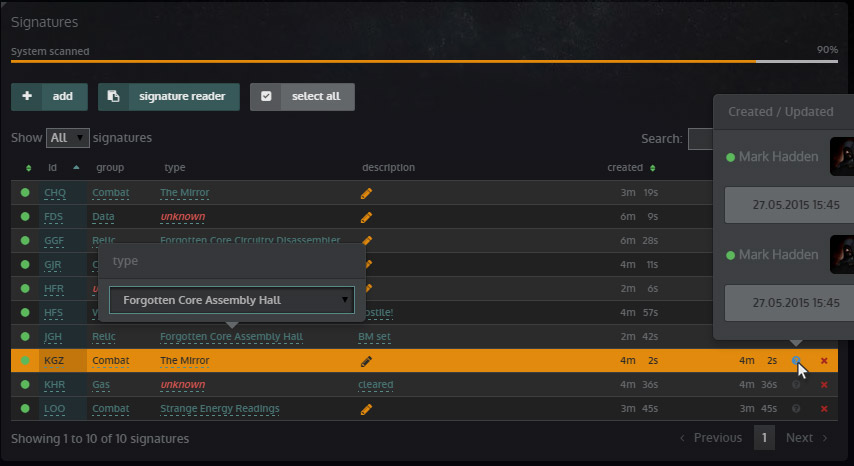 Signatures
System scanned 90%
add signature reader select all
Created / Updated
Show All signatures Search:
Mark Hadden
id group type description created
CHQ Combat The Mirror 3m 19s
27.05.2015 15:45
FDS Data unknown 6m 9s
GGF Relic Forgotten Core Circuitry Disassembler 6m 28s
Mark Hadden
type
GJR 4m 11s
HFR 2m 6s
Forgotten Core Assembly Hall
27.05.2015 15:45
HFS 4m 57s
JGH Relic Forgotten Core Assembly Hall BM set 2m 42s
KGZ Combat The Mirror 4m 2s 4m 2s
KHR Gas unknown cleared 4m 36s 4m 36s
LOO Combat Strange Energy Readings 3m 45s 3m 45s
Showing 1 to 10 of 10 signatures Previous 1 Next